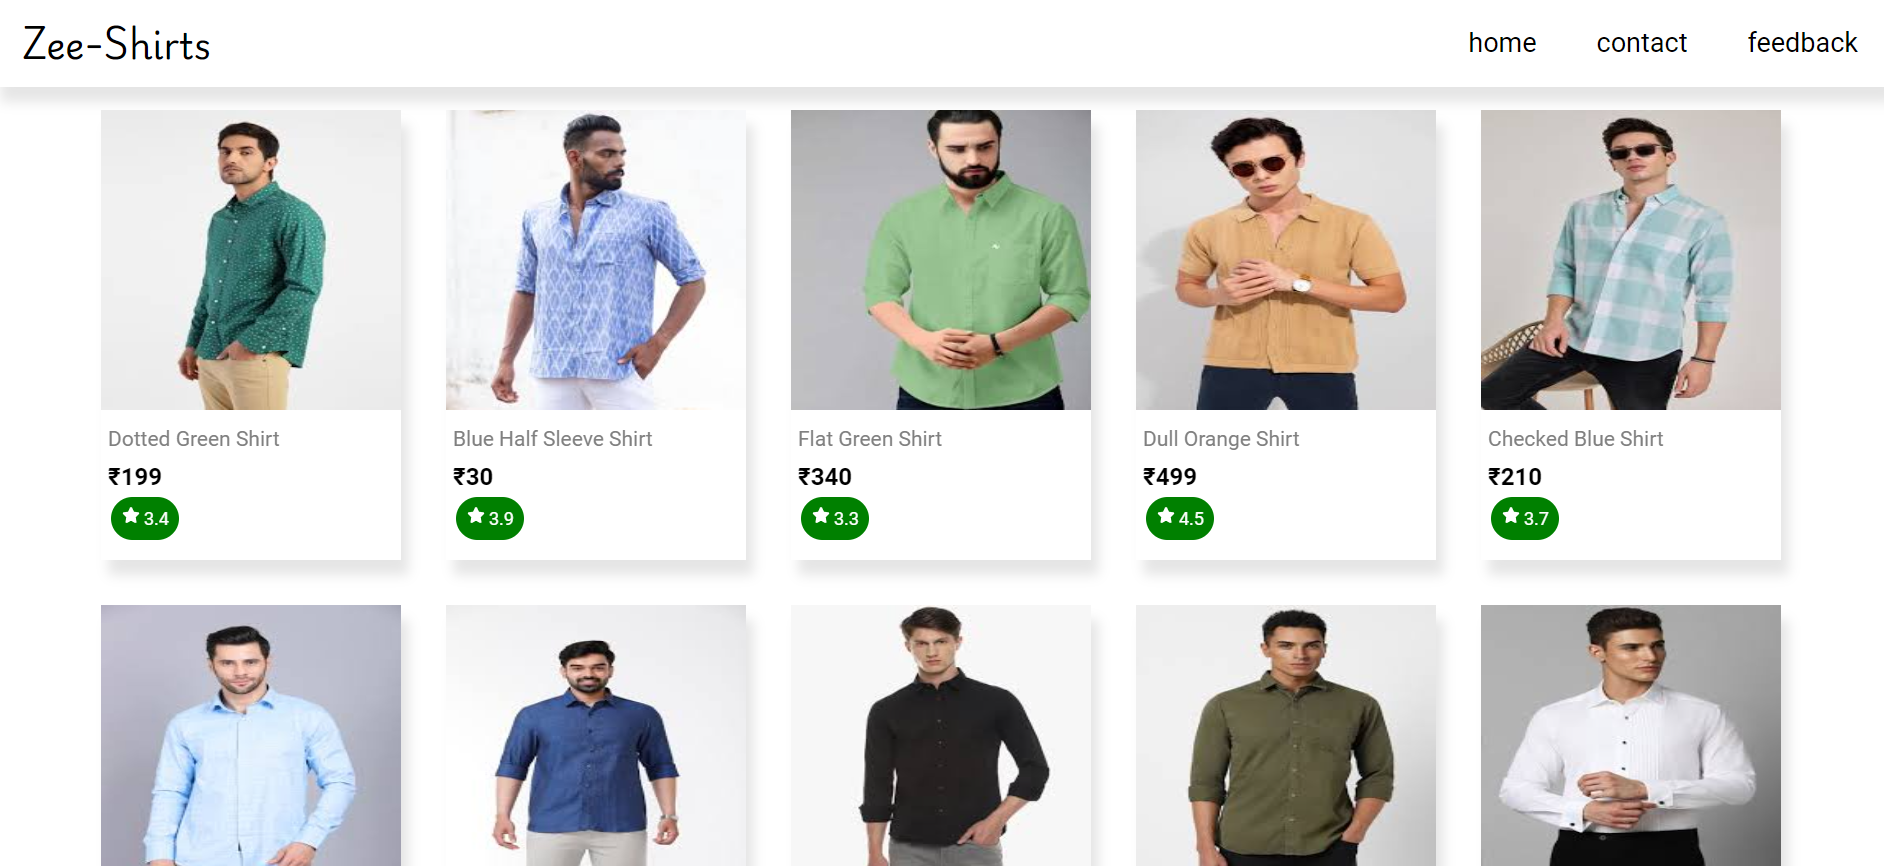 Zee-Shirts
home contact feedback
Dotted Green Shirt
₹199
3.4
Blue Half Sleeve Shirt
₹30
3.9
Flat Green Shirt
₹340
3.3
Dull Orange Shirt
₹499
4.5
Checked Blue Shirt
₹210
3.7